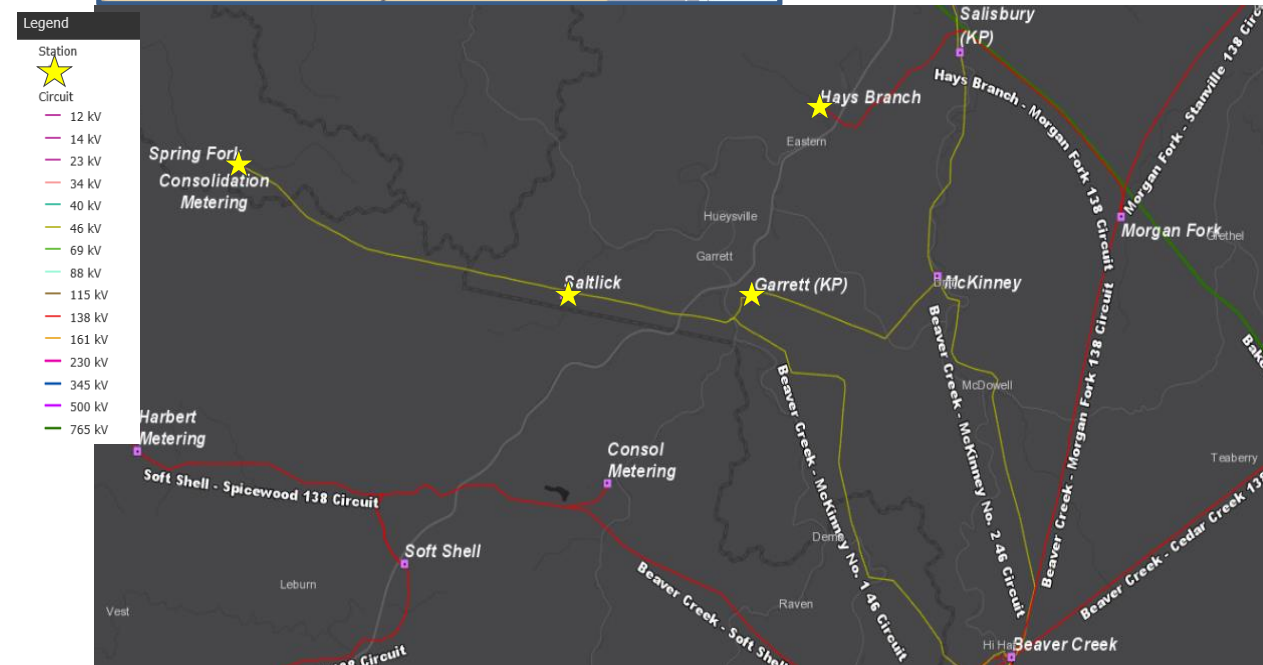 Legend
Station
Circuit
12 kV
14 kV
23 kV
34 kV
40 kV
46 kV
69 kV
88 kV
115 kV
138 kV
161 kV
230 kV
345 kV
500 kV
765 kV
Salisbury
(KP)
Hays Branch
Hays Branch - Morgan Fork 138 Circuit
Eastern
Spring Fork
Consolidation
Metering
Morgan Fork - Stanville 138 Circ
Hueysville
Morgan Fork
Garrett
Saltlick
Garrett (KP)
McKinney
Beaver Creek - McKinney No. 1 46 Circuit
Beaver Creek - McKinney No. 2 46 Circuit
Beaver Creek - Morgan Fork 138 Circuit
Bake
McDowell
Harbert
Metering
Soft Shell - Spicewood 138 Circuit
Consol
Metering
Teaberry
Beaver Creek - Cedar Creek 138
Soft Shell
Beaver Creek - Soft Shell
Leburn
Vest
Raven
Hi Ha
Beaver Creek
38 Circuit